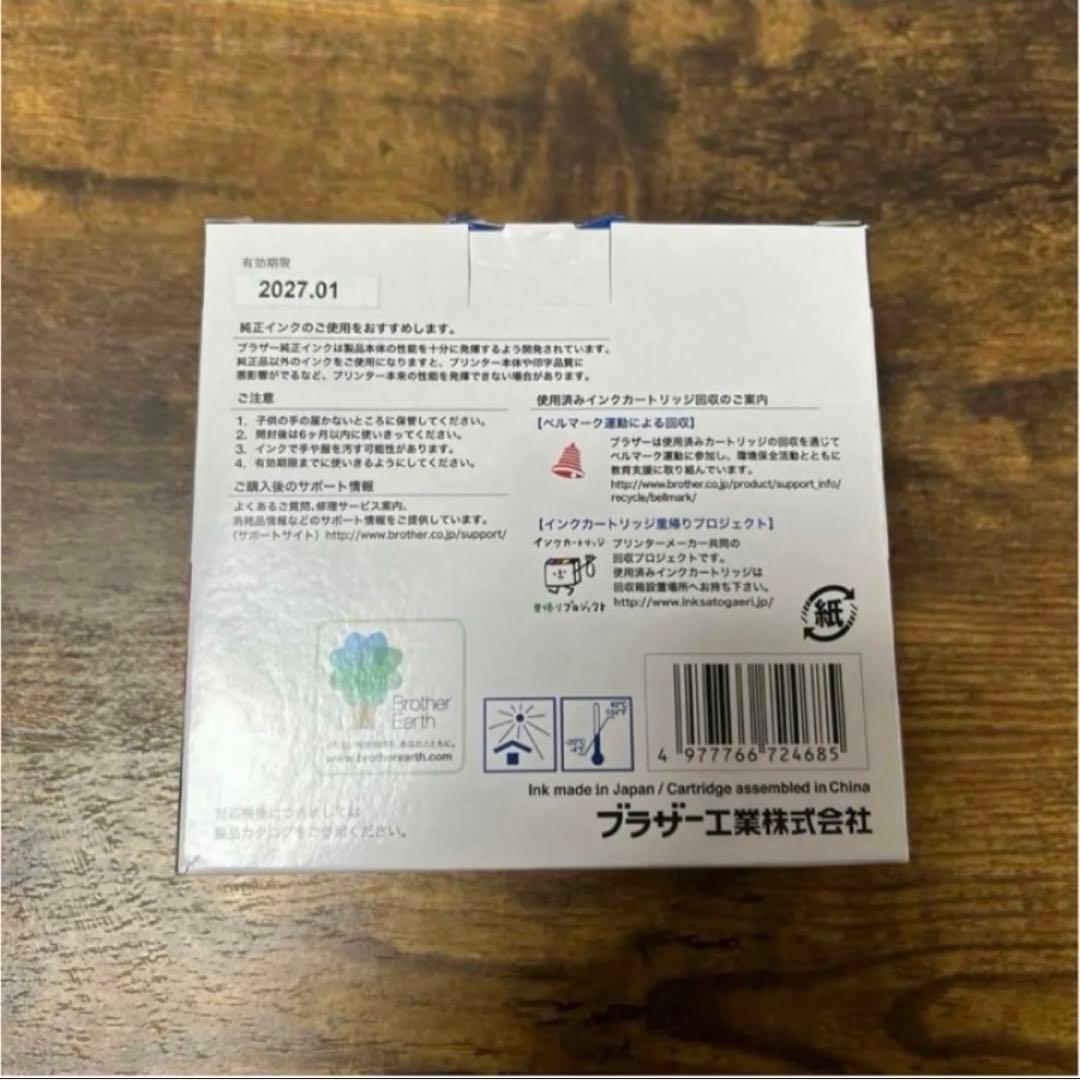 有効期限
2027.01
純正インクのご使用をおすすめします。
ブラザー純正インクは製品本体の性能を十分に発揮するよう開発されています。
純正品以外のインクをご使用になりますと、プリンター本体や印字品質に
悪影響がでるなど、プリンター本来の性能を発揮できない場合があります。
ご注意
1. 子供の手の届かないところに保管してください。
2. 開封後は6ヶ月以内に使いきってください。
3. インクで手や服を汚す可能性があります。
4. 有効期限までに使いきるようにしてください。
ご購入後のサポート情報
よくあるご質問、修理サービス案内、
消耗品情報などのサポート情報をご提供しています。
(サポートサイト) http://www.brother.co.jp/support/
使用済みインクカートリッジ回収のご案内
【ベルマーク運動による回収】
ブラザーは使用済みカートリッジの回収を通じて
ベルマーク運動に参加し、環境保全活動とともに
教育支援に取り組んでいます。
http://www.brother.co.jp/product/support_info/
recycle/bellmark/
【インクカートリッジ里帰りプロジェクト】
インクカートリッジ
里帰りプロジェクト
プリンターメーカー共同の
回収プロジェクトです。
使用済みインクカートリッジは
回収箱設置場所へお持ち下さい。
http://www.inksatogaeri.jp/
紙
Brother
Earth
あなたとともに。
www.brotherearth.com
40°C
104°F
-20°C
-4°F
4 977766 724685
Ink made in Japan / Cartridge assembled in China
ブラザー工業株式会社
対応機種につきましては
製品カタログをご参照ください。